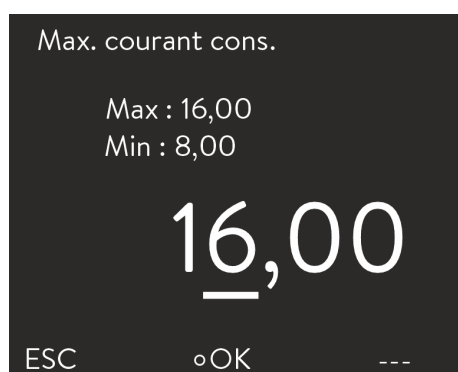 Max. courant cons.
Max : 16,00
Min : 8,00
16,00
ESC ○OK ---